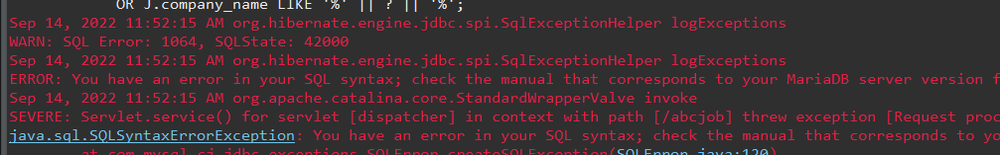 OR J.company_name LIKE '%' || ? || '%';
Sep 14, 2022 11:52:15 AM org.hibernate.engine.jdbc.spi.SqlExceptionHelper logExceptions
WARN: SQL Error: 1064, SQLState: 42000
Sep 14, 2022 11:52:15 AM org.hibernate.engine.jdbc.spi.SqlExceptionHelper logExceptions
ERROR: You have an error in your SQL syntax; check the manual that corresponds to your MariaDB server version f
Sep 14, 2022 11:52:15 AM org.apache.catalina.core.StandardWrapperValve invoke
SEVERE: Servlet.service() for servlet [dispatcher] in context with path [/abcjob] threw exception [Request proc
java.sql.SQLSyntaxErrorException: You have an error in your SQL syntax; check the manual that corresponds to yo
at com.mysql.cj.jdbc.exceptions.SQLError.createSQLException(SQLError.java:120)